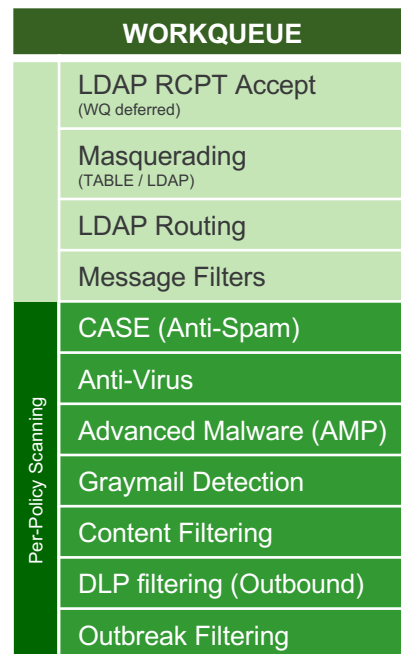 WORKQUEUE
LDAP RCPT Accept
(WQ deferred)
Masquerading
(TABLE / LDAP)
LDAP Routing
Message Filters
Per-Policy Scanning
CASE (Anti-Spam)
Anti-Virus
Advanced Malware (AMP)
Graymail Detection
Content Filtering
DLP filtering (Outbound)
Outbreak Filtering